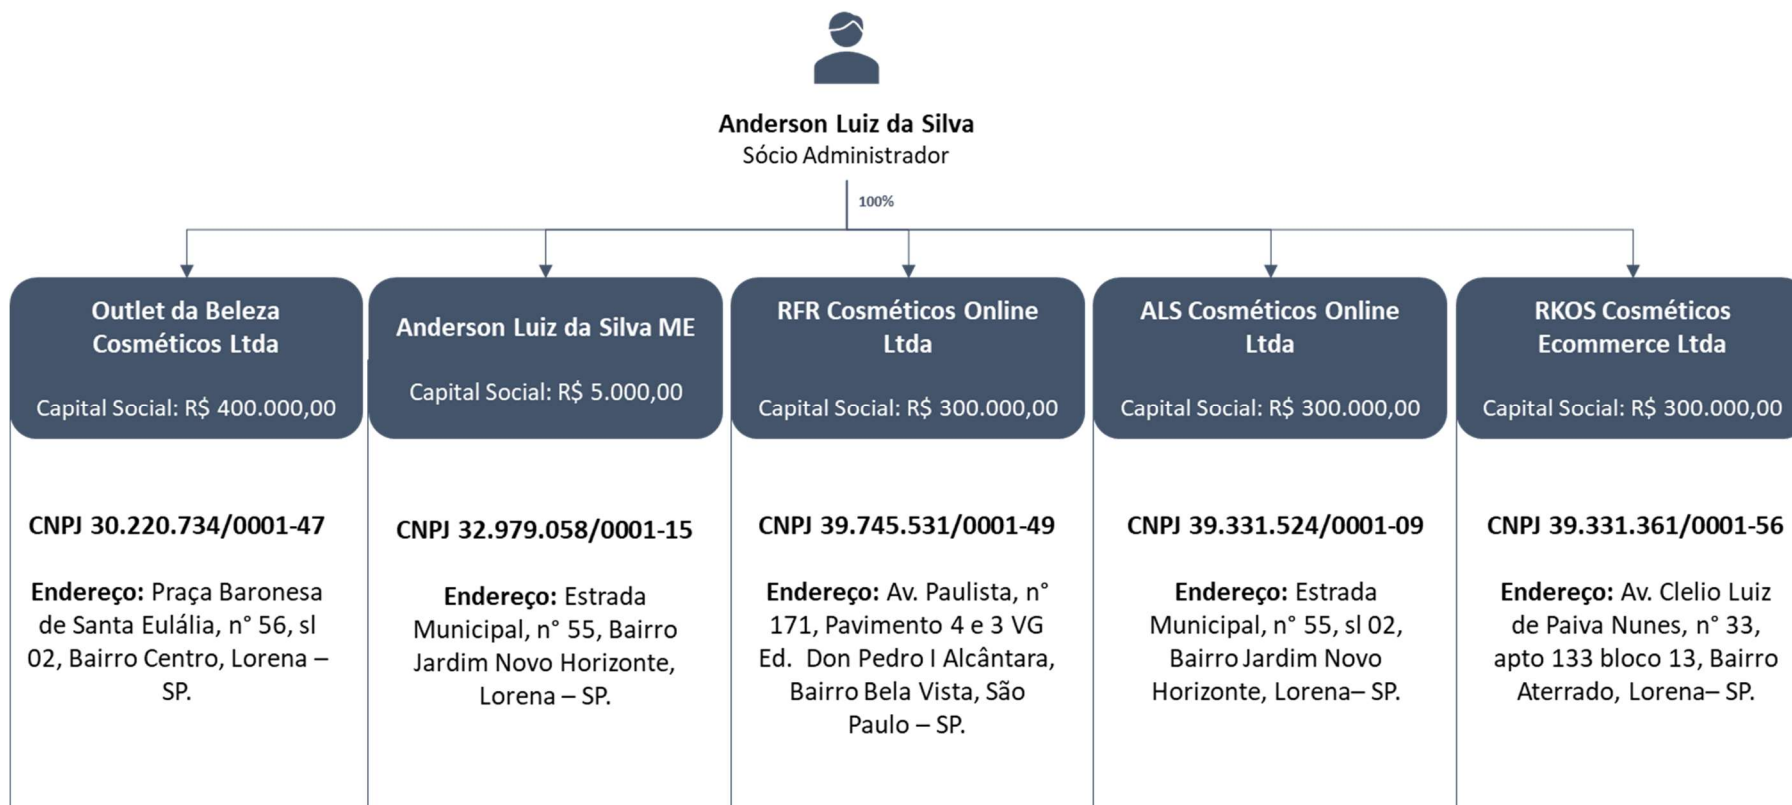 Anderson Luiz da Silva
Sócio Administrador
100%
Outlet da Beleza
Cosméticos Ltda
Capital Social: R$ 400.000,00
CNPJ 30.220.734/0001-47
Endereço: Praça Baronesa
de Santa Eulália, n° 56, sl
02, Bairro Centro, Lorena –
SP.
Anderson Luiz da Silva ME
Capital Social: R$ 5.000,00
CNPJ 32.979.058/0001-15
Endereço: Estrada
Municipal, n° 55, Bairro
Jardim Novo Horizonte,
Lorena – SP.
RFR Cosméticos Online
Ltda
Capital Social: R$ 300.000,00
CNPJ 39.745.531/0001-49
Endereço: Av. Paulista, n°
171, Pavimento 4 e 3 VG
Ed. Don Pedro I Alcântara,
Bairro Bela Vista, São
Paulo – SP.
ALS Cosméticos Online
Ltda
Capital Social: R$ 300.000,00
CNPJ 39.331.524/0001-09
Endereço: Estrada
Municipal, n° 55, sl 02,
Bairro Jardim Novo
Horizonte, Lorena– SP.
RKOS Cosméticos
Ecommerce Ltda
Capital Social: R$ 300.000,00
CNPJ 39.331.361/0001-56
Endereço: Av. Clelio Luiz
de Paiva Nunes, n° 33,
apto 133 bloco 13, Bairro
Aterrado, Lorena– SP.